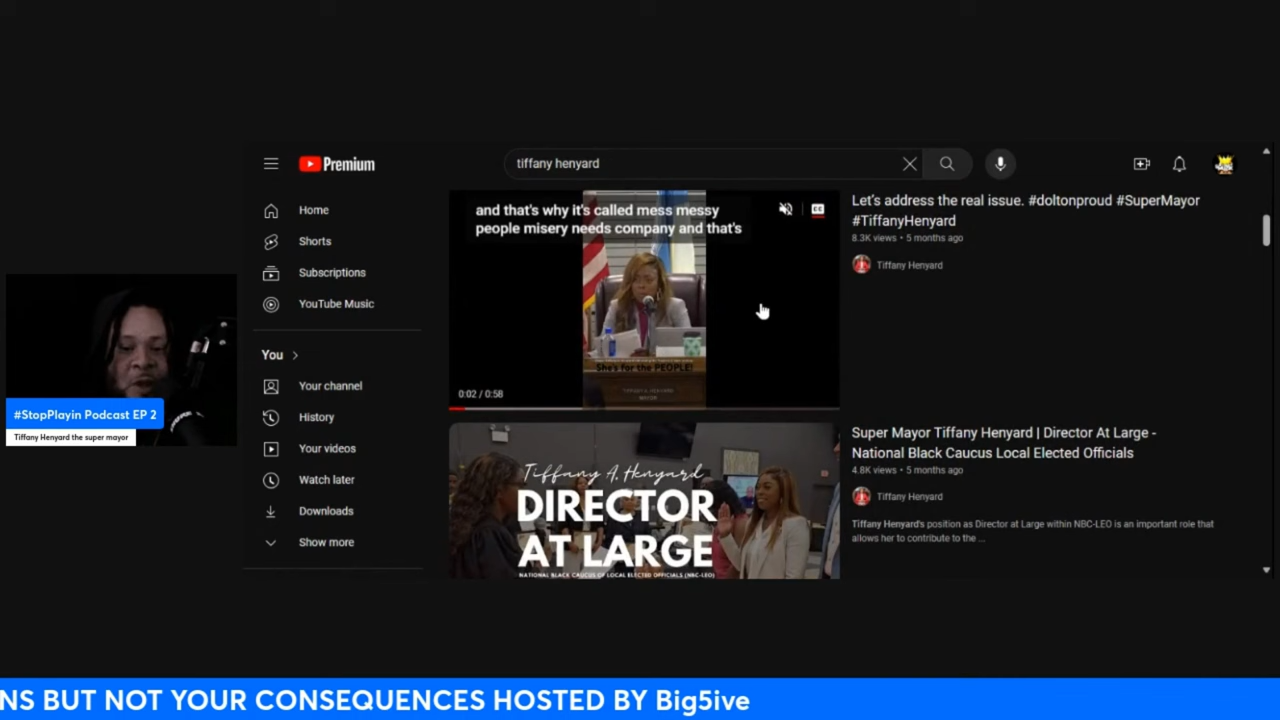 Premium
tiffany henyard
Home
Shorts
Subscriptions
YouTube Music
You
Your channel
History
Your videos
Watch later
Downloads
Show more
and that's why it's called mess messy
people misery needs company and that's
CC
She's for the PEOPLE!
TIFFANY A. HENYARD
MAYOR
0:02 / 0:58
Let's address the real issue. #doltonproud #SuperMayor
#TiffanyHenyard
8.3K views • 5 months ago
Tiffany Henyard
Tiffany A. Henyard
DIRECTOR
AT LARGE
NATIONAL BLACK CAUCUS OF LOCAL ELECTED OFFICIALS (NBC-LEO)
Super Mayor Tiffany Henyard | Director At Large -
National Black Caucus Local Elected Officials
4.8K views • 5 months ago
Tiffany Henyard
Tiffany Henyard's position as Director at Large within NBC-LEO is an important role that
allows her to contribute to the ...
#StopPlayin Podcast EP 2
Tiffany Henyard the super mayor
NS BUT NOT YOUR CONSEQUENCES HOSTED BY Big5ive